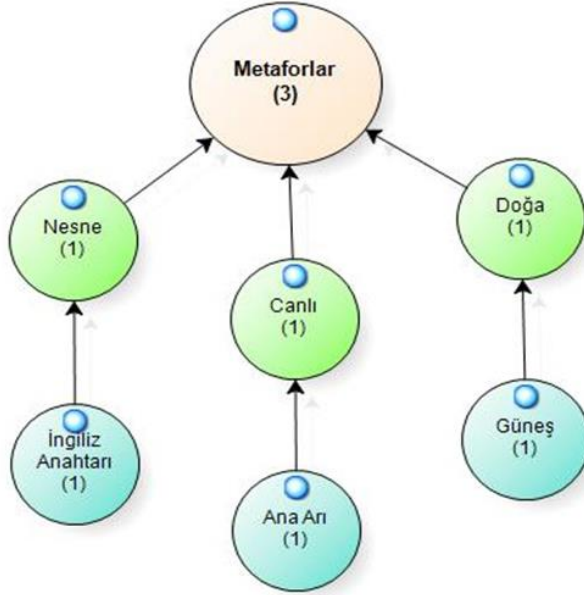 Metaforlar
(3)
Nesne
(1)
Canlı
(1)
Doğa
(1)
İngiliz
Anahtarı
(1)
Ana Arı
(1)
Güneş
(1)